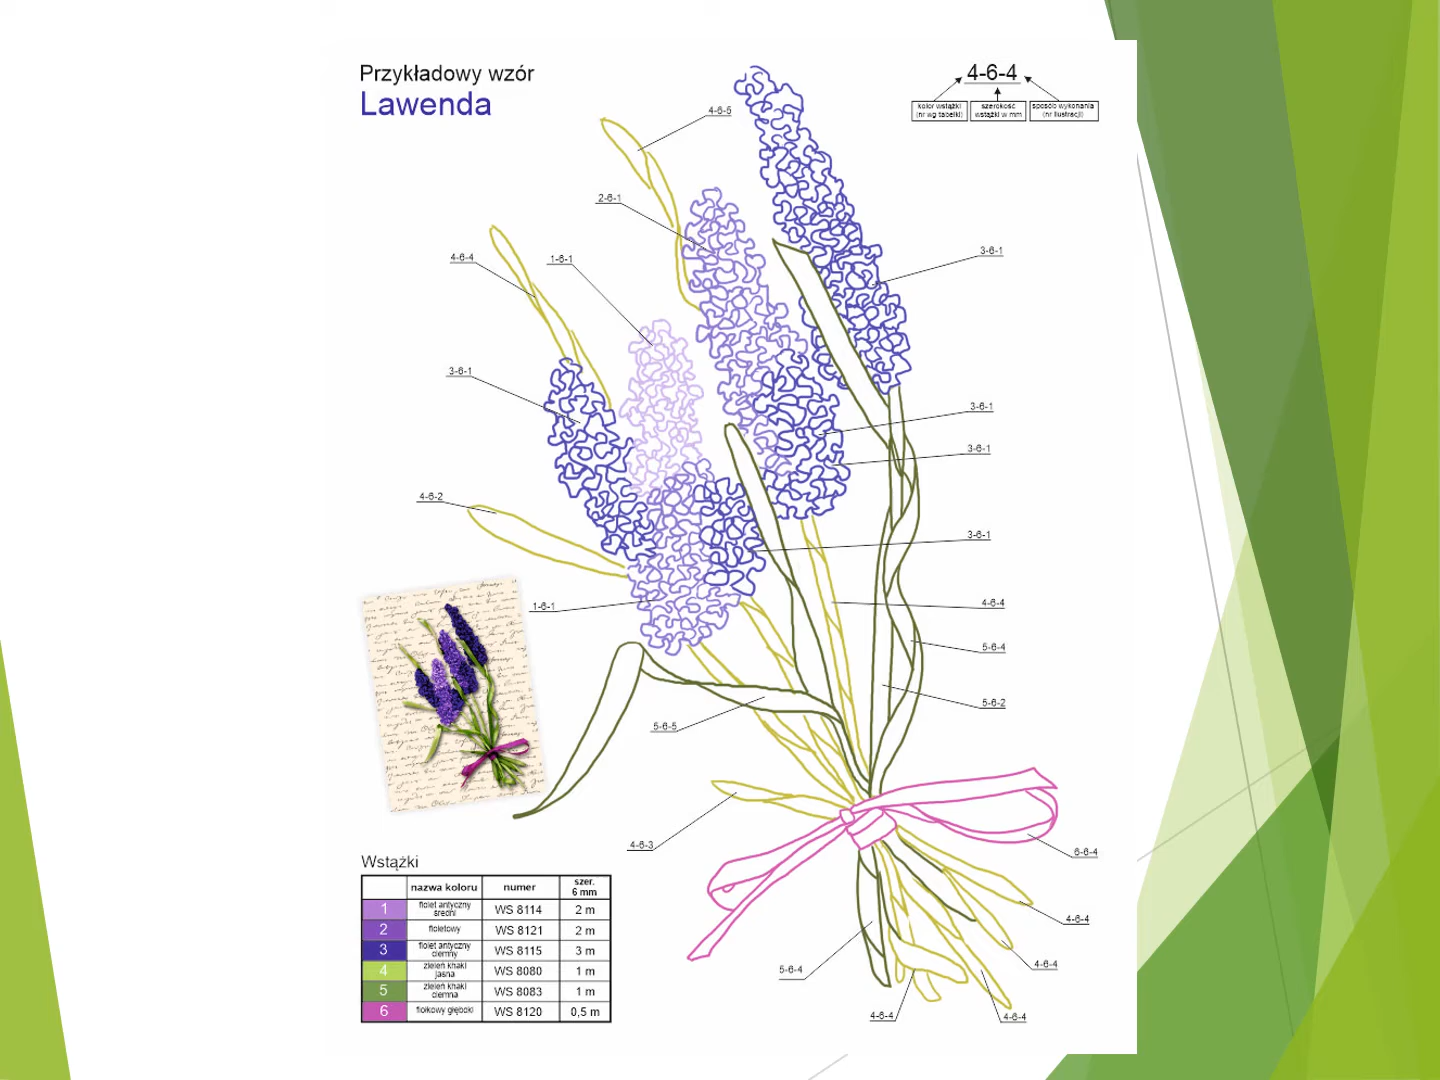 Przykładowy wzór
Lawenda
4-6-4
kolor wstążki
(nr wg tabelki)
szerokość
wstążki w mm
sposób wykonania
(nr ilustracji)
4-6-5
2-6-1
4-6-4
1-6-1
3-6-1
3-6-1
3-6-1
3-6-1
4-6-2
3-6-1
1-6-1
4-6-4
5-6-4
5-6-2
5-6-5
4-6-3
6-6-4
4-6-4
4-6-4
5-6-4
4-6-4
4-6-4
Wstążki
nazwa koloru numer szer. 6 mm
1 fiolet antyczny średni WS 8114 2 m
2 fioletowy WS 8121 2 m
3 fiolet antyczny ciemny WS 8115 3 m
4 zieleń khaki jasna WS 8080 1 m
5 zieleń khaki ciemna WS 8083 1 m
6 fiołkowy głęboki WS 8120 0,5 m